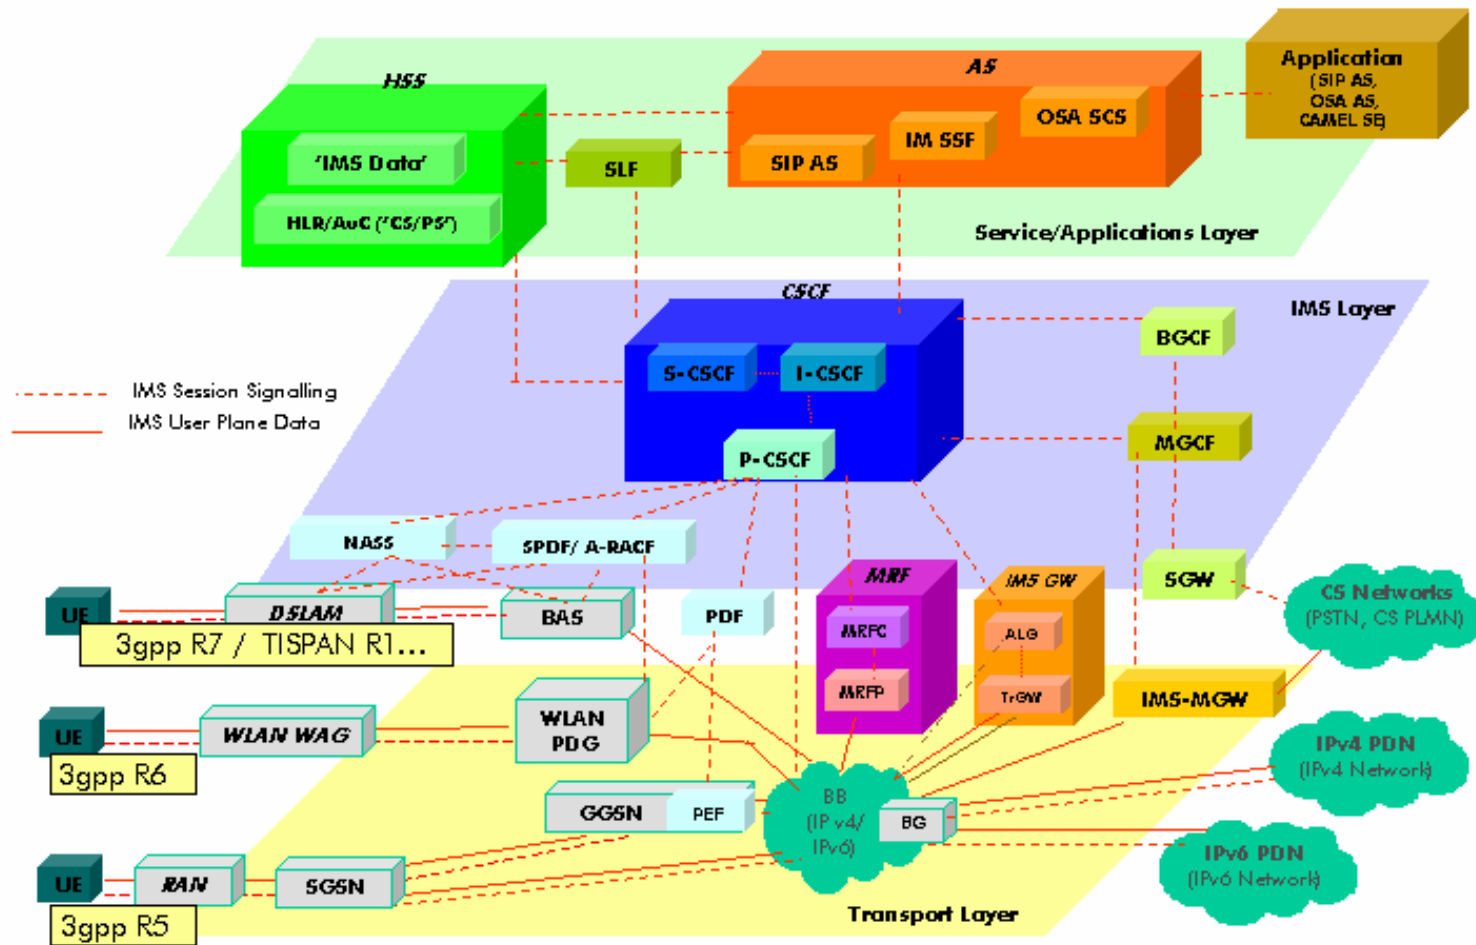 HSS
AS
Application
(SIP AS,
OSA AS,
CAMEL SE)
OSA SCS
IM SSF
'IMS Data'
SLF
SIP AS
HLR/AuC ('CS/PS')
Service/Applications Layer
CSCF
IMS Layer
BGCF
S-CSCF
I-CSCF
IMS Session Signalling
IMS User Plane Data
MGCF
P-CSCF
NASS
SPDF/ A-RACF
MRF
IMS GW
SGW
CS Networks
(PSTN, CS PLMN)
UE
DSLAM
BAS
PDF
MRFC
ALG
3gpp R7 / TISPAN R1...
MRFP
TrGW
IMS-MGW
UE
WLAN WAG
WLAN
PDG
IPv4 PDN
(IPv4 Network)
3gpp R6
GGSN
PEF
BB
(IP v4/
IPv6)
BG
IPv6 PDN
(IPv6 Network)
UE
RAN
SGSN
3gpp R5
Transport Layer